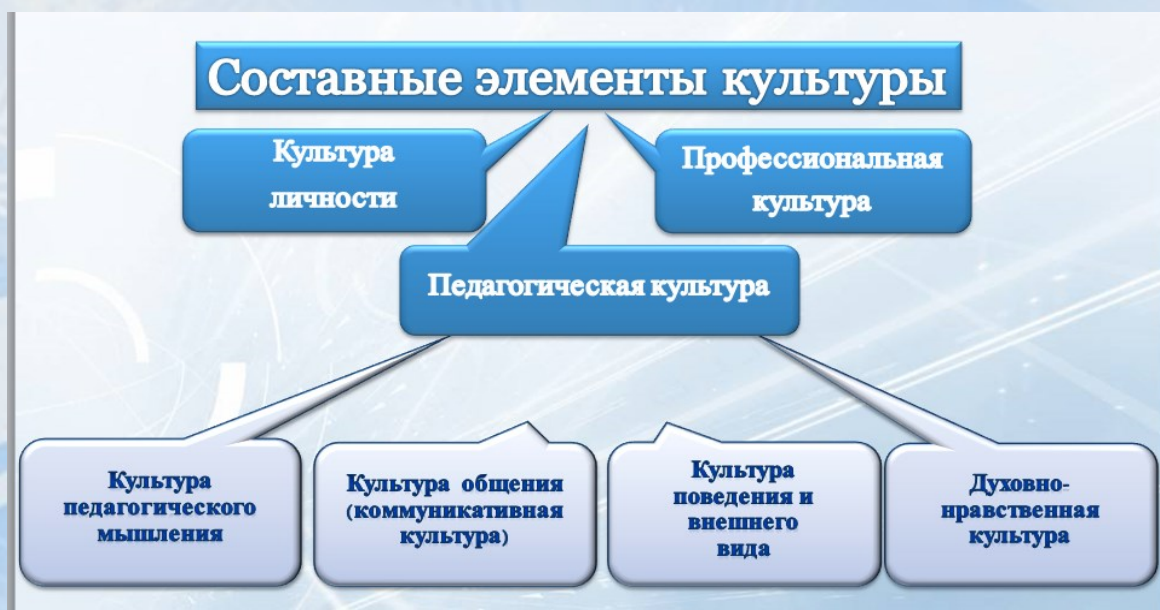 Составные элементы культуры
Культура
личности
Профессиональная
культура
Педагогическая культура
Культура
педагогического
мышления
Культура общения
(коммуникативная
культура)
Культура
поведения и
внешнего
вида
Духовно-
нравственная
культура